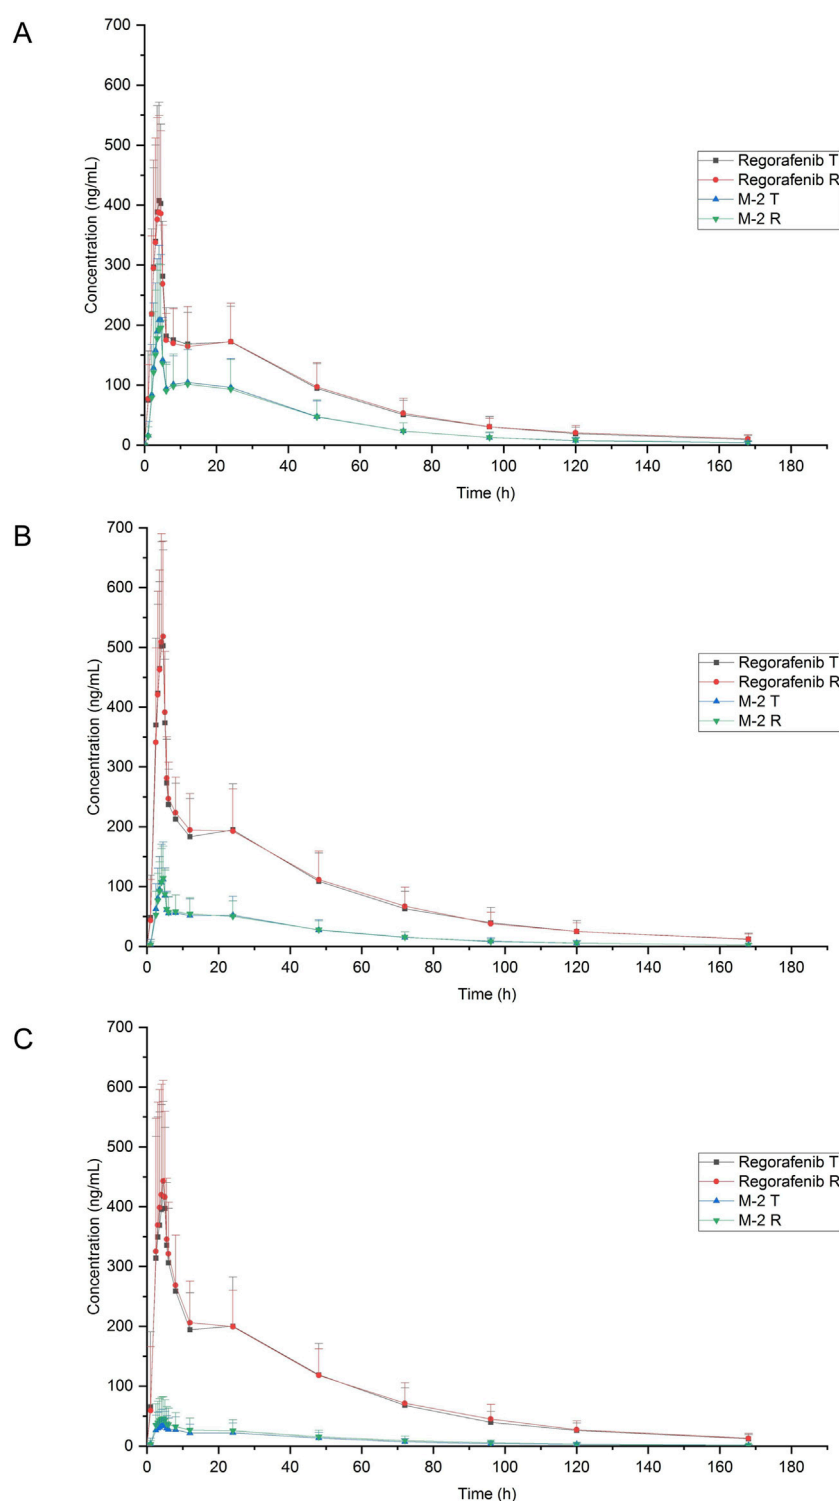 A
700
600
500
400
300
200
100
0
Concentration (ng/mL)
Regorafenib T
Regorafenib R
M-2 T
M-2 R
0 20 40 60 80 100 120 140 160 180
Time (h)
B
700
600
500
400
300
200
100
0
Concentration (ng/mL)
Regorafenib T
Regorafenib R
M-2 T
M-2 R
0 20 40 60 80 100 120 140 160 180
Time (h)
C
700
600
500
400
300
200
100
0
Concentration (ng/mL)
Regorafenib T
Regorafenib R
M-2 T
M-2 R
0 20 40 60 80 100 120 140 160 180
Time (h)